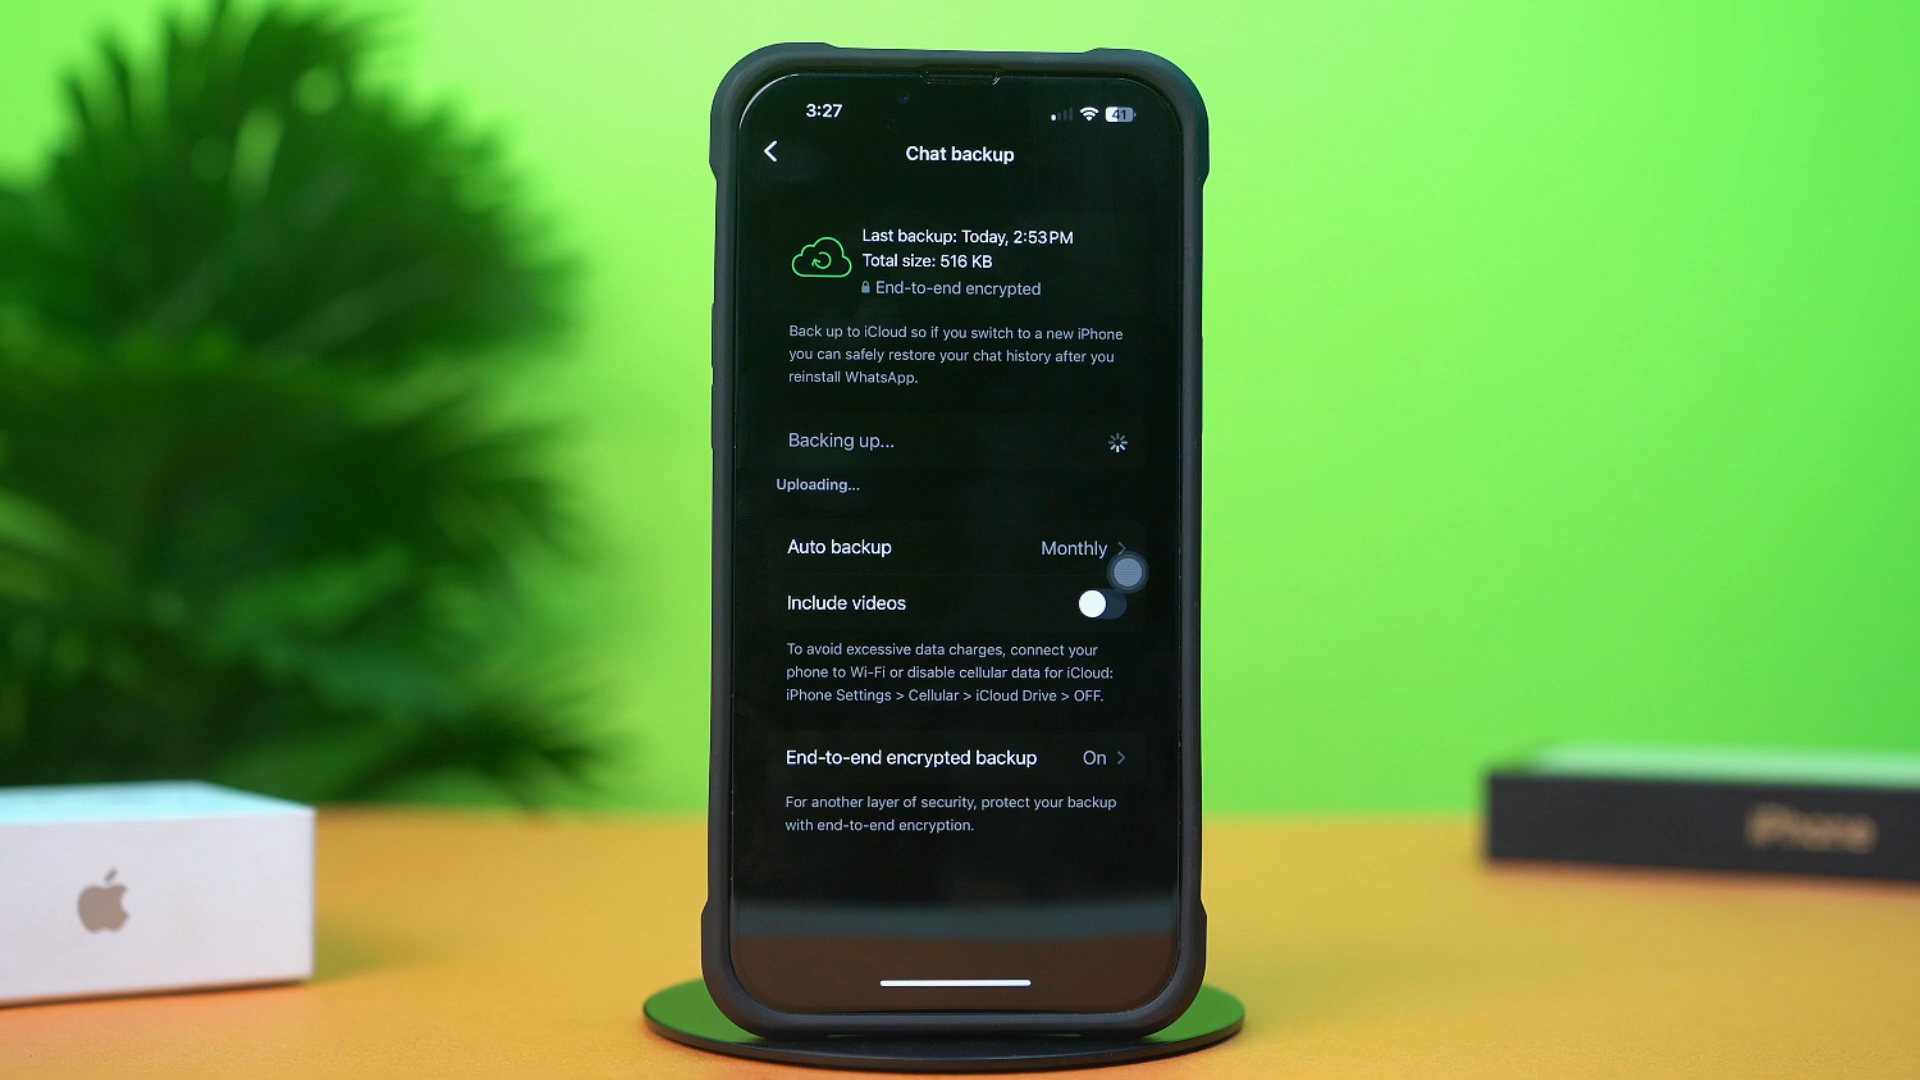 3:27
41
Chat backup
Last backup: Today, 2:53 PM
Total size: 516 KB
End-to-end encrypted
Back up to iCloud so if you switch to a new iPhone
you can safely restore your chat history after you
reinstall WhatsApp.
Backing up...
Uploading...
Auto backup Monthly
Include videos
To avoid excessive data charges, connect your
phone to Wi-Fi or disable cellular data for iCloud:
iPhone Settings > Cellular > iCloud Drive > OFF.
End-to-end encrypted backup On
For another layer of security, protect your backup
with end-to-end encryption.
iPhone